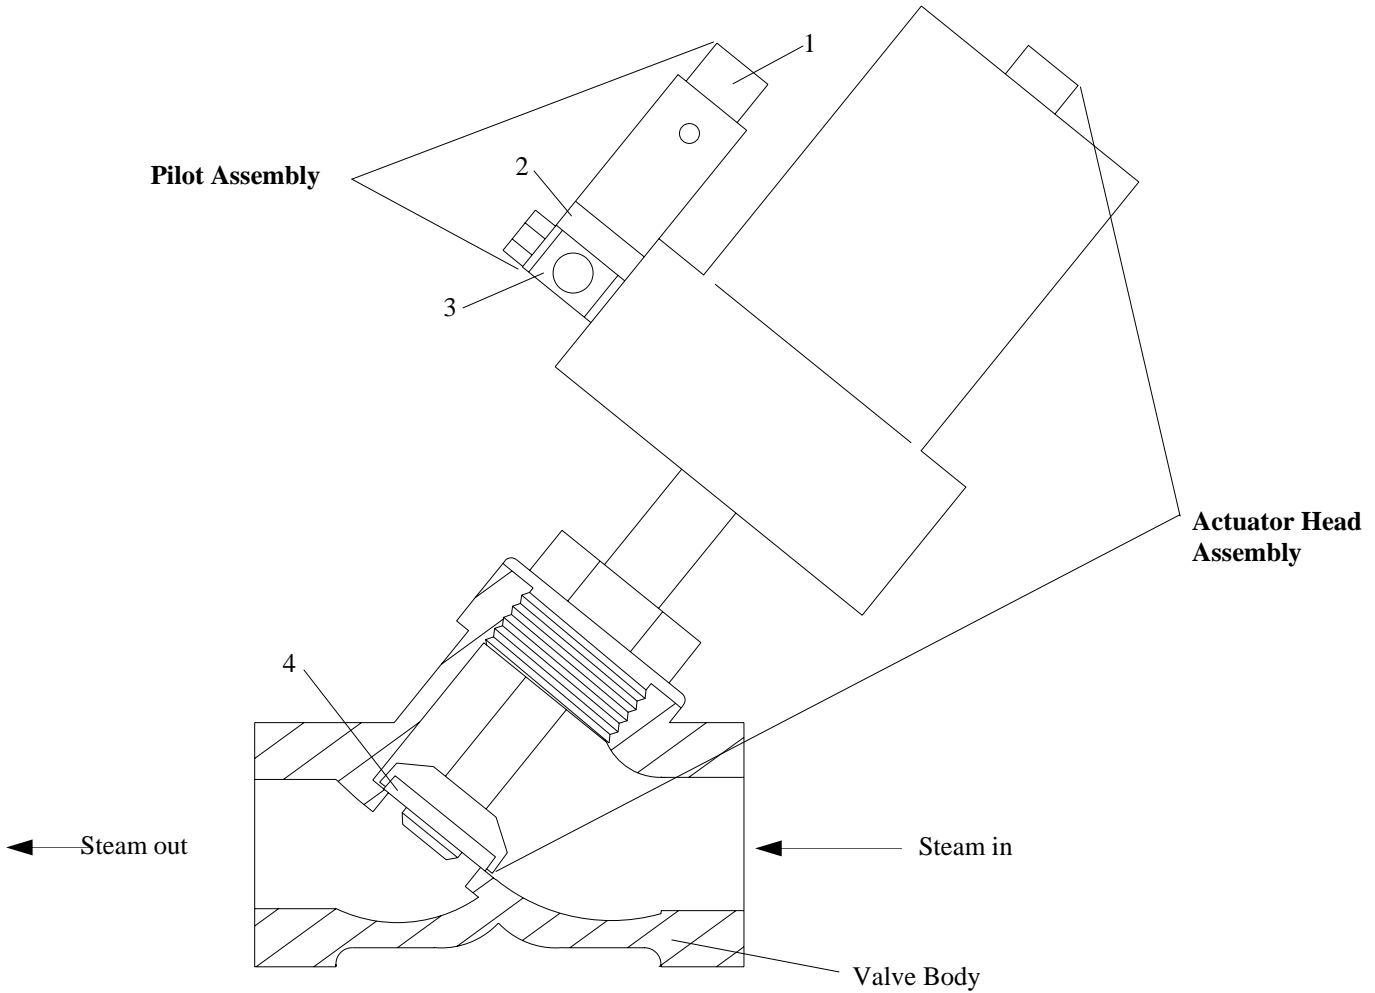 1
Pilot Assembly
2
3
Actuator Head
Assembly
4
Steam out
Steam in
Valve Body